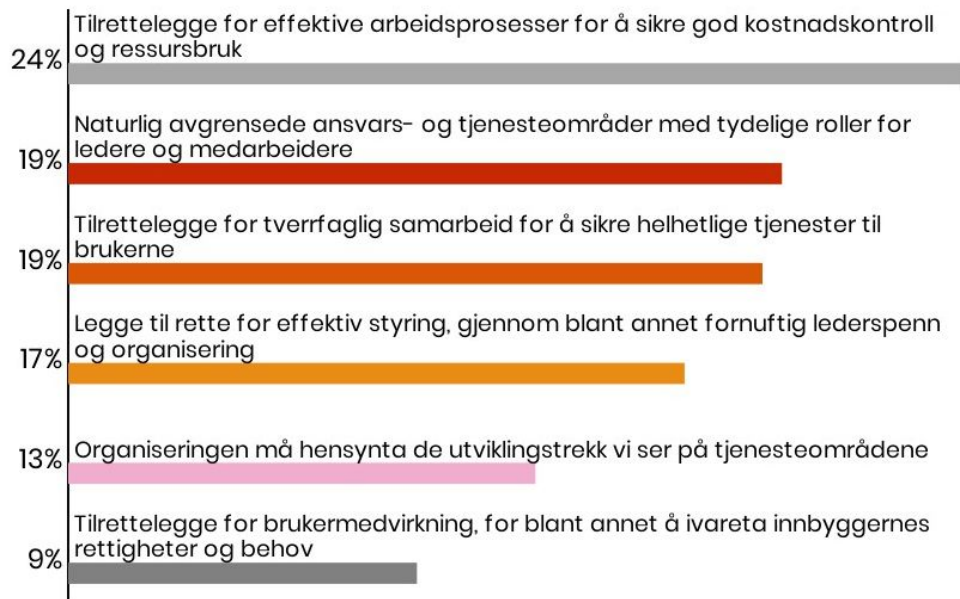 Tilrettelegge for effektive arbeidsprosesser for å sikre god kostnadskontroll
og ressursbruk
24%
Naturlig avgrensede ansvars- og tjenesteområder med tydelige roller for
ledere og medarbeidere
19%
Tilrettelegge for tverrfaglig samarbeid for å sikre helhetlige tjenester til
brukerne
19%
Legge til rette for effektiv styring, gjennom blant annet fornuftig lederspenn
og organisering
17%
Organiseringen må hensynta de utviklingstrekk vi ser på tjenesteområdene
13%
Tilrettelegge for brukermedvirkning, for blant annet å ivareta innbyggernes
rettigheter og behov
9%